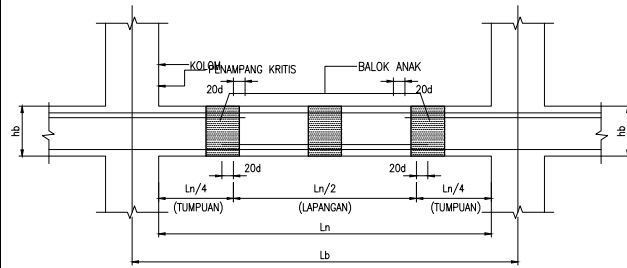 KOLOM
PENAMPANG KRITIS
BALOK ANAK
20d
20d
hb
hb
20d
20d
Ln/4
Ln/2
Ln/4
(TUMPUAN)
(LAPANGAN)
(TUMPUAN)
Ln
Lb